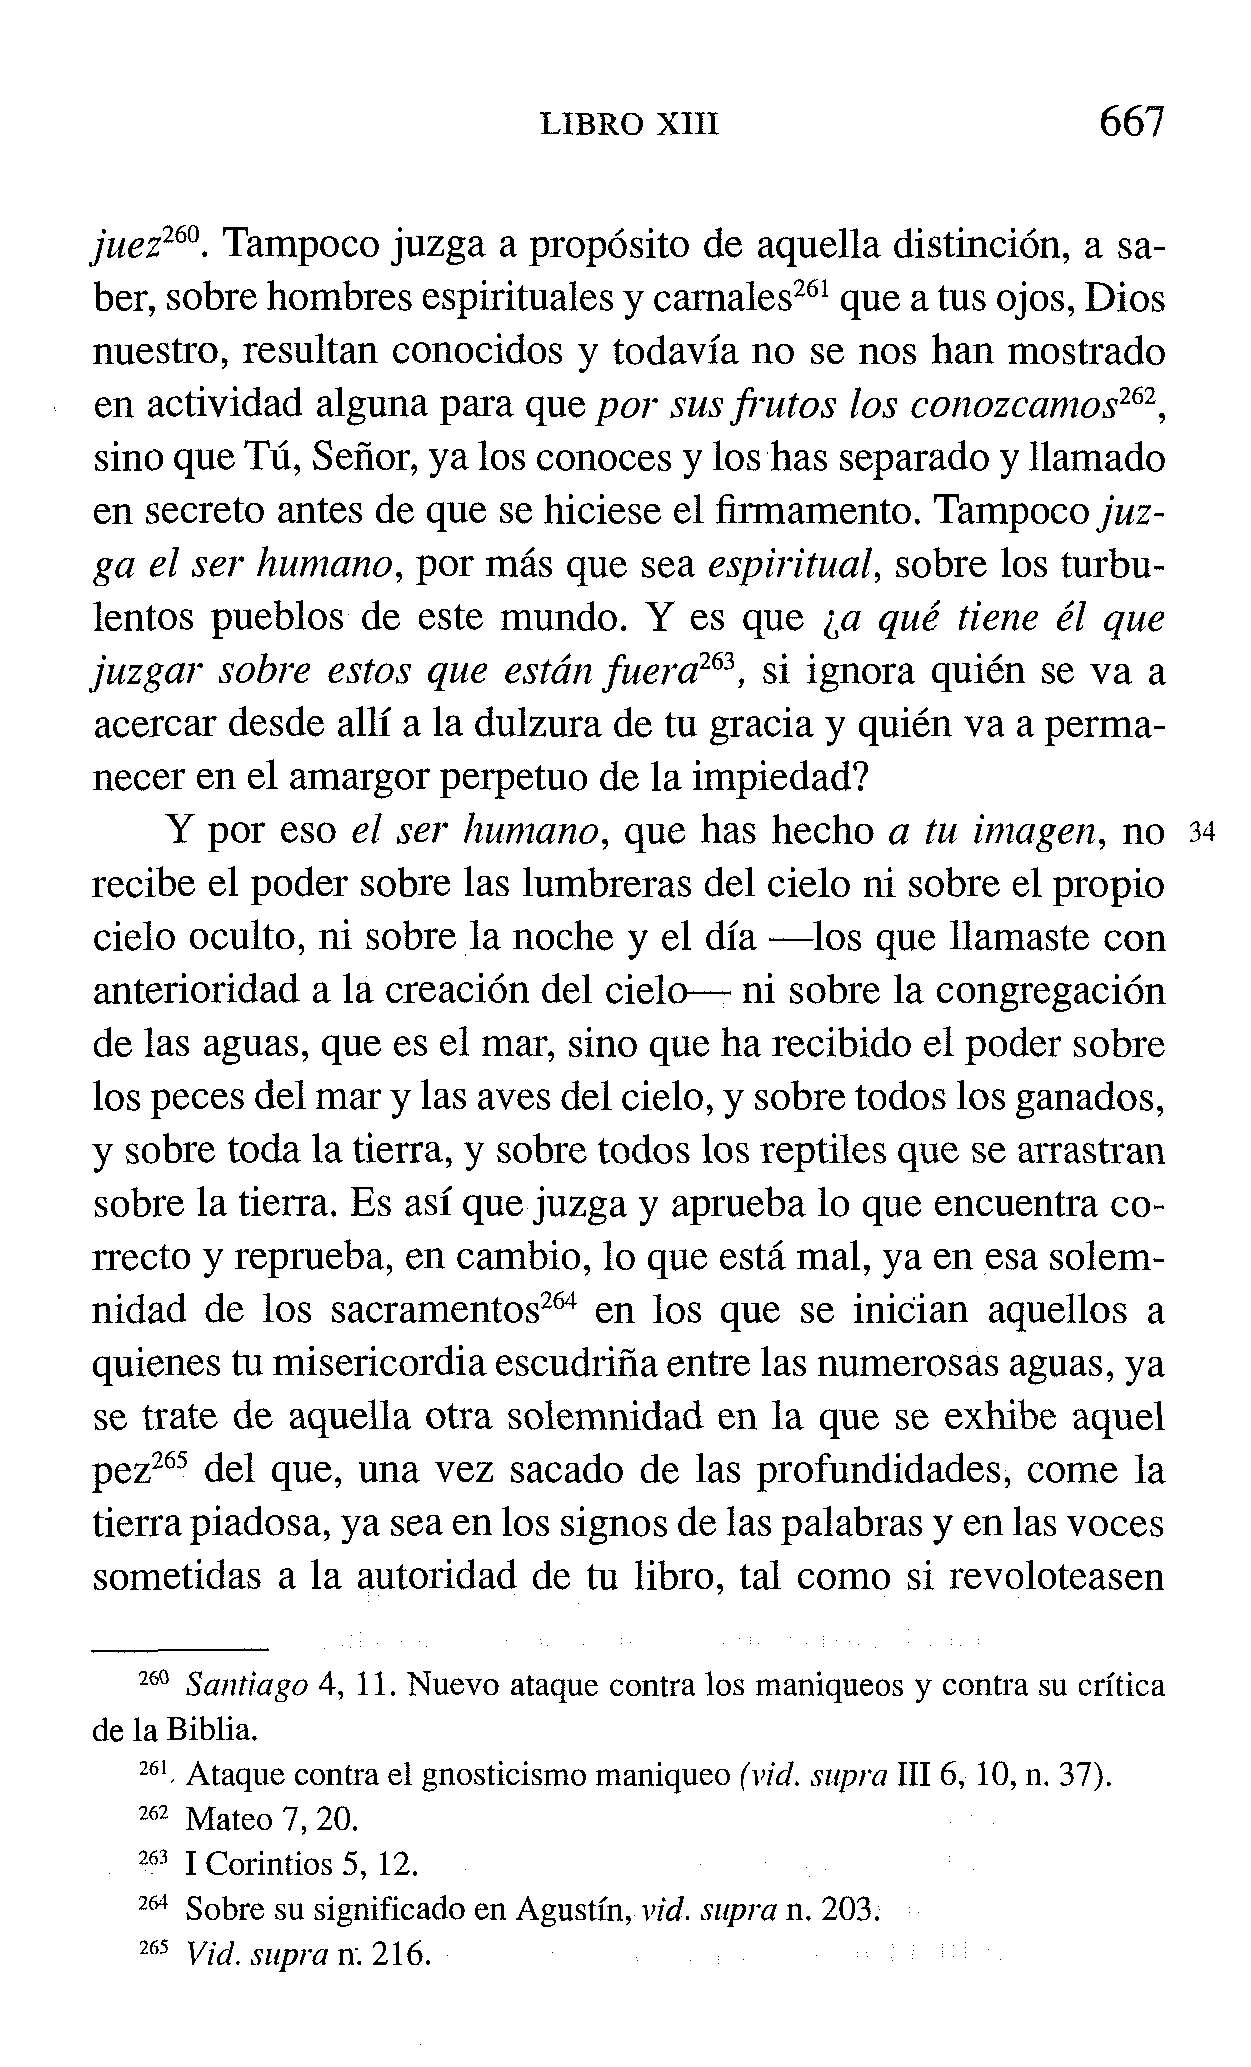 LIBRO XIII 667
juez²⁶⁰. Tampoco juzga a propósito de aquella distinción, a sa-
ber, sobre hombres espirituales y carnales²⁶¹ que a tus ojos, Dios
nuestro, resultan conocidos y todavía no se nos han mostrado
en actividad alguna para que por sus frutos los conozcamos²⁶²,
sino que Tú, Señor, ya los conoces y los has separado y llamado
en secreto antes de que se hiciese el firmamento. Tampoco juz-
ga el ser humano, por más que sea espiritual, sobre los turbu-
lentos pueblos de este mundo. Y es que ¿a qué tiene él que
juzgar sobre estos que están fuera²⁶³, si ignora quién se va a
acercar desde allí a la dulzura de tu gracia y quién va a perma-
necer en el amargor perpetuo de la impiedad?
Y por eso el ser humano, que has hecho a tu imagen, no 34
recibe el poder sobre las lumbreras del cielo ni sobre el propio
cielo oculto, ni sobre la noche y el día —los que llamaste con
anterioridad a la creación del cielo— ni sobre la congregación
de las aguas, que es el mar, sino que ha recibido el poder sobre
los peces del mar y las aves del cielo, y sobre todos los ganados,
y sobre toda la tierra, y sobre todos los reptiles que se arrastran
sobre la tierra. Es así que juzga y aprueba lo que encuentra co-
rrecto y reprueba, en cambio, lo que está mal, ya en esa solem-
nidad de los sacramentos²⁶⁴ en los que se inician aquellos a
quienes tu misericordia escudriña entre las numerosas aguas, ya
se trate de aquella otra solemnidad en la que se exhibe aquel
pez²⁶⁵ del que, una vez sacado de las profundidades, come la
tierra piadosa, ya sea en los signos de las palabras y en las voces
sometidas a la autoridad de tu libro, tal como si revoloteasen
²⁶⁰ Santiago 4, 11. Nuevo ataque contra los maniqueos y contra su crítica
de la Biblia.
²⁶¹ Ataque contra el gnosticismo maniqueo (vid. supra III 6, 10, n. 37).
²⁶² Mateo 7, 20.
²⁶³ I Corintios 5, 12.
²⁶⁴ Sobre su significado en Agustín, vid. supra n. 203.
²⁶⁵ Vid. supra n. 216.